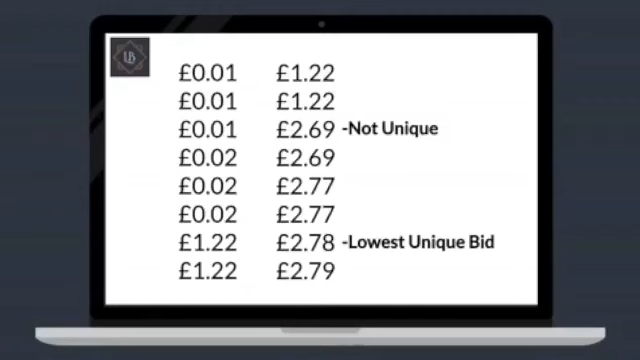 LB
£0.01 £1.22
£0.01 £1.22
£0.01 £2.69 -Not Unique
£0.02 £2.69
£0.02 £2.77
£0.02 £2.77
£1.22 £2.78 -Lowest Unique Bid
£1.22 £2.79